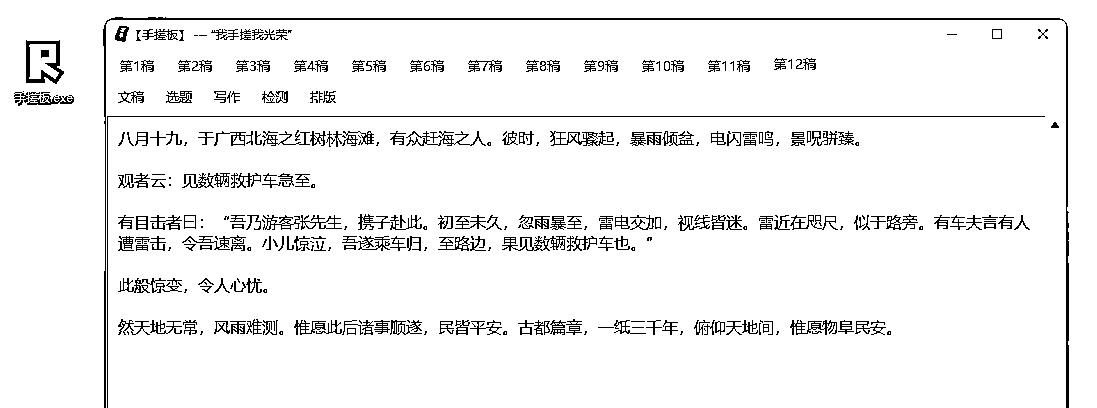 【手搓板】 --- “我手搓我光荣”
第1稿 第2稿 第3稿 第4稿 第5稿 第6稿 第7稿 第8稿 第9稿 第10稿 第11稿 第12稿
手搓板.exe
文稿 选题 写作 检测 排版
八月十九，于广西北海之红树林海滩，有众赶海之人。彼时，狂风骤起，暴雨倾盆，电闪雷鸣，景况骈臻。
观者云：见数辆救护车急至。
有目击者曰：“吾乃游客张先生，携子赴此。初至未久，忽雨暴至，雷电交加，视线皆迷。雷近在咫尺，似于路旁。有车夫言有人
遭雷击，令吾速离。小儿惊泣，吾遂乘车归，至路边，果见数辆救护车也。”
此般惊变，令人心忧。
然天地无常，风雨难测。惟愿此后诸事顺遂，民皆平安。古都篇章，一纸三千年，俯仰天地间，惟愿物阜民安。